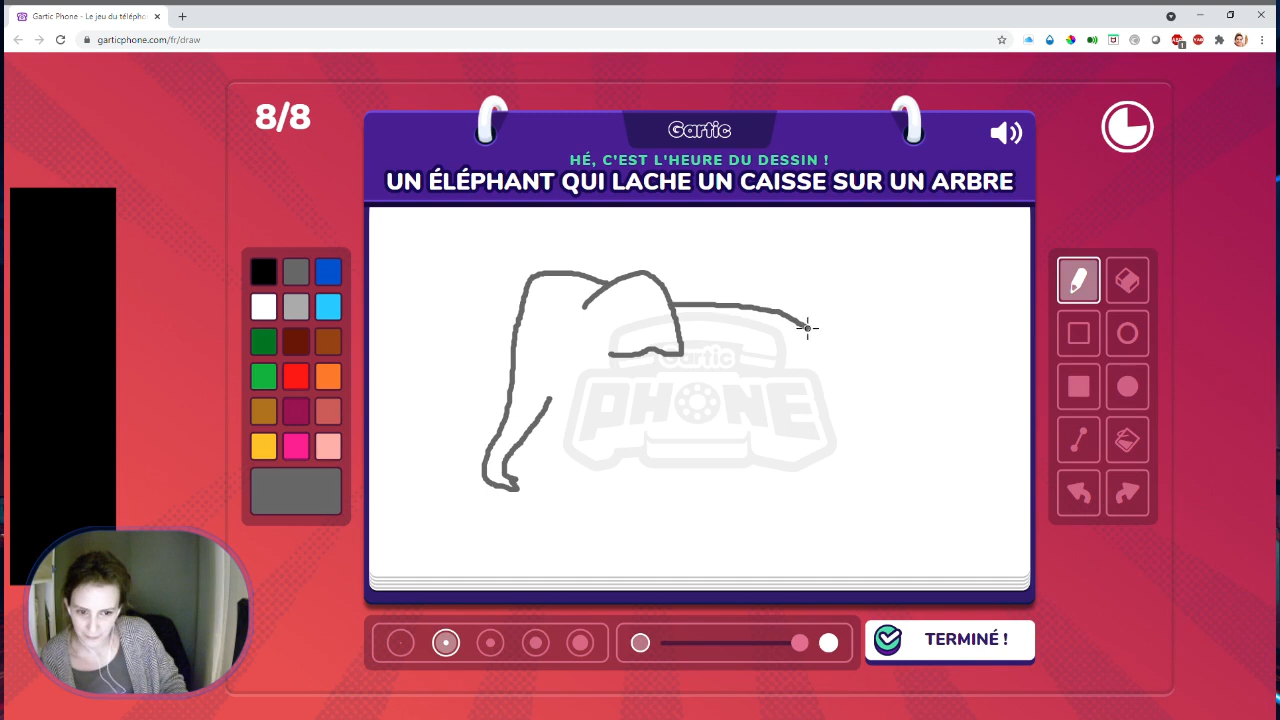 Gartic Phone - Le jeu du télépho
garticphone.com/fr/draw
8/8
Gartic
HÉ, C'EST L'HEURE DU DESSIN !
UN ÉLÉPHANT QUI LACHE UN CAISSE SUR UN ARBRE
Gartic
PHONE
TERMINÉ !